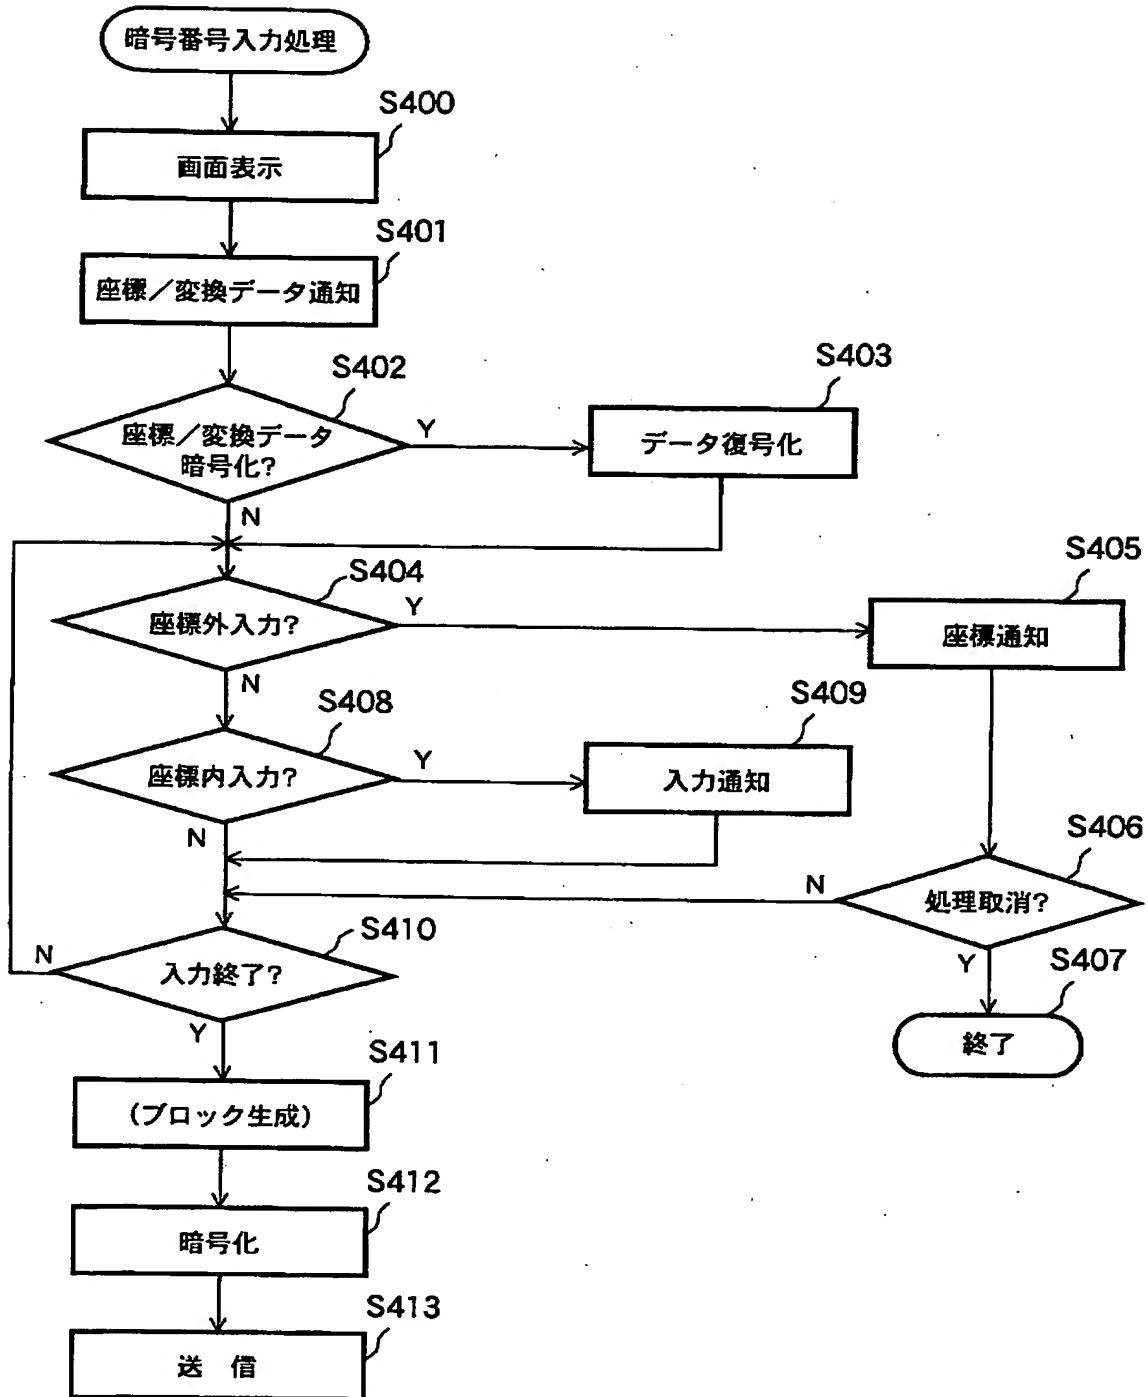 暗号番号入力処理
S400
画面表示
S401
座標／変換データ通知
S402
座標／変換データ
暗号化?
Y
N
S403
データ復号化
S404
座標外入力?
Y
N
S405
座標通知
S408
座標内入力?
Y
N
S409
入力通知
S406
処理取消?
N
Y
S407
終了
S410
入力終了?
N
Y
S411
(ブロック生成)
S412
暗号化
S413
送 信